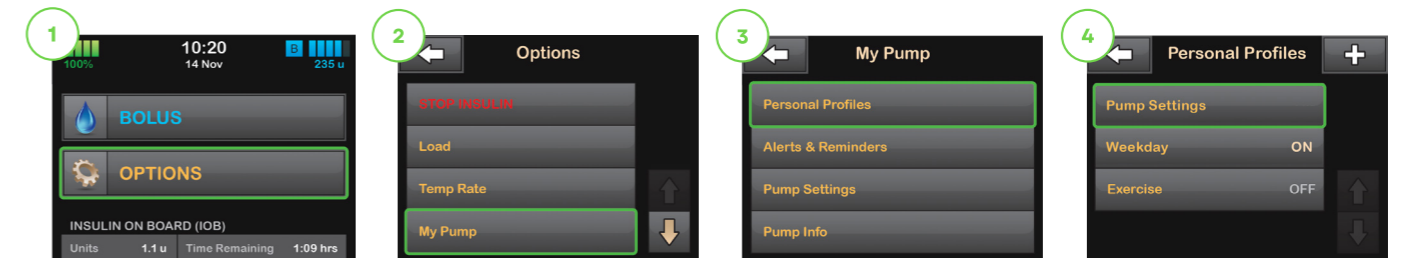 1
10:20
14 Nov
100%
B
235 u
BOLUS
OPTIONS
INSULIN ON BOARD (IOB)
Units 1.1 u Time Remaining 1:09 hrs
2
Options
STOP INSULIN
Load
Temp Rate
My Pump
3
My Pump
Personal Profiles
Alerts & Reminders
Pump Settings
Pump Info
4
Personal Profiles
Pump Settings
Weekday ON
Exercise OFF